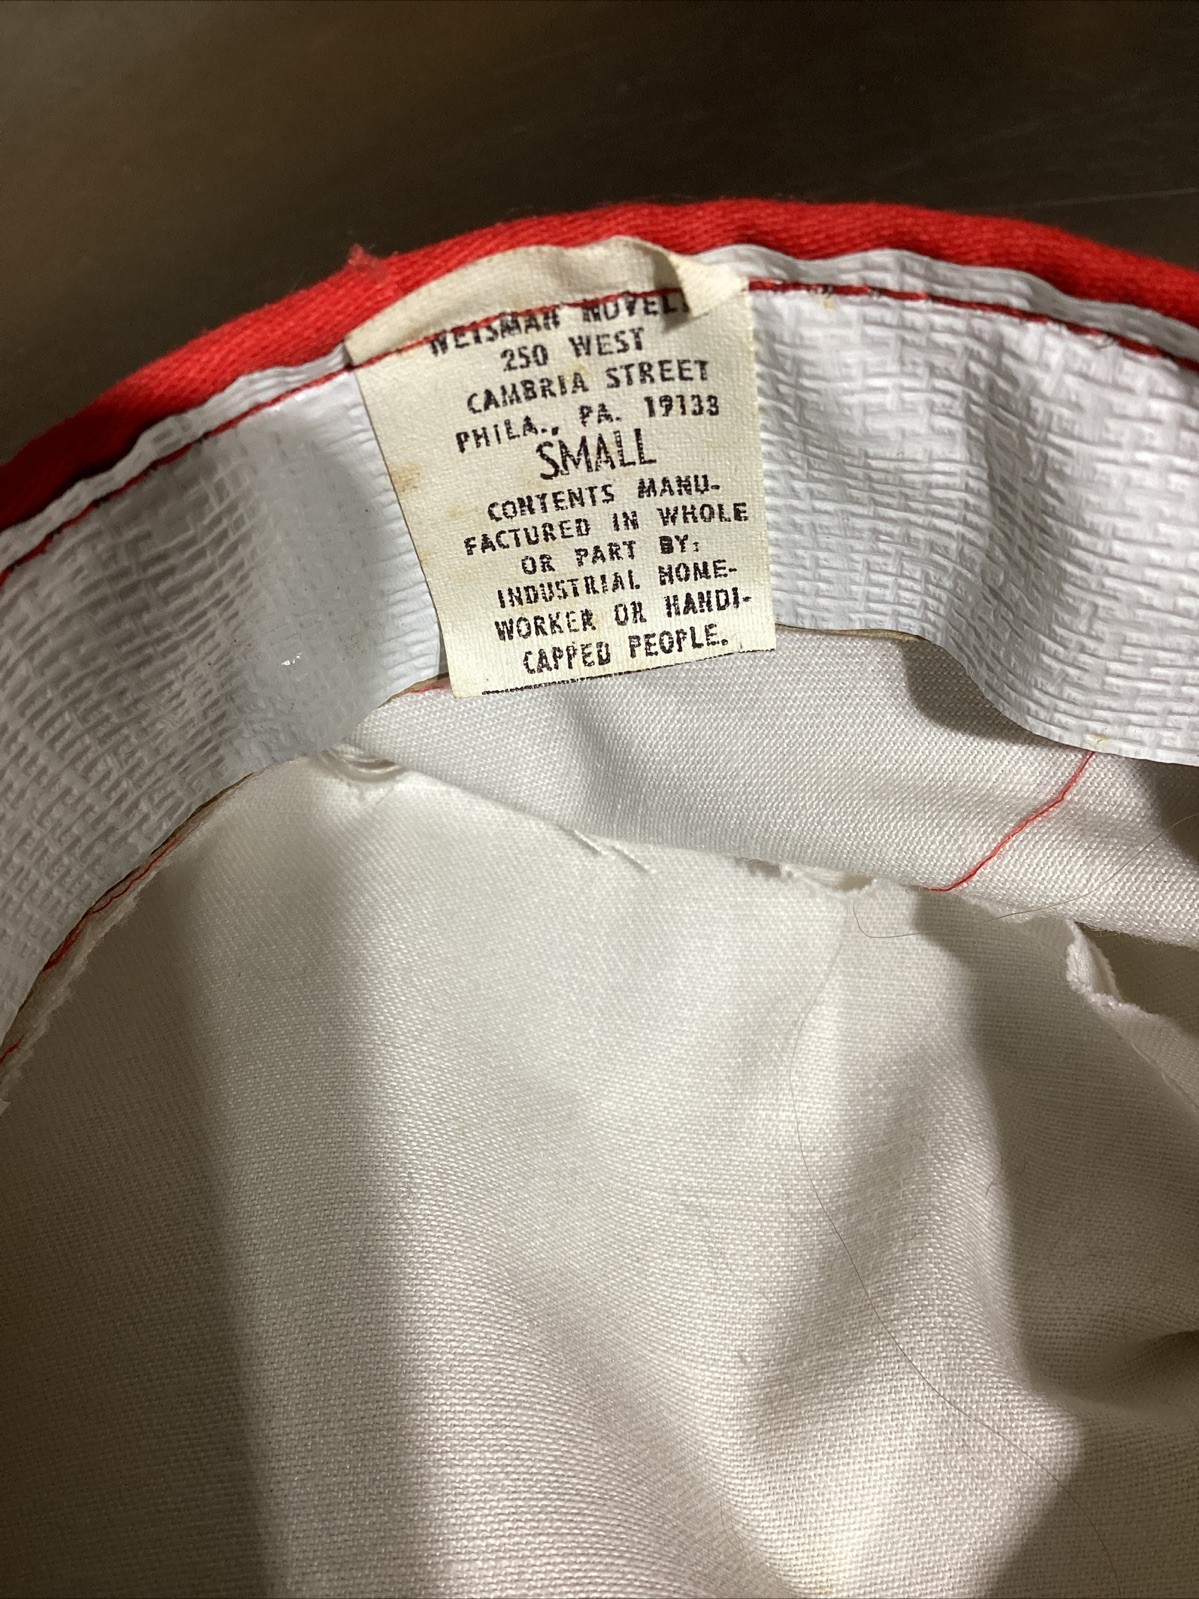 WEISMAN NOVEL
250 WEST
CAMBRIA STREET
PHILA., PA. 19133
SMALL
CONTENTS MANU-
FACTURED IN WHOLE
OR PART BY:
INDUSTRIAL HOME-
WORKER OR HANDI-
CAPPED PEOPLE.